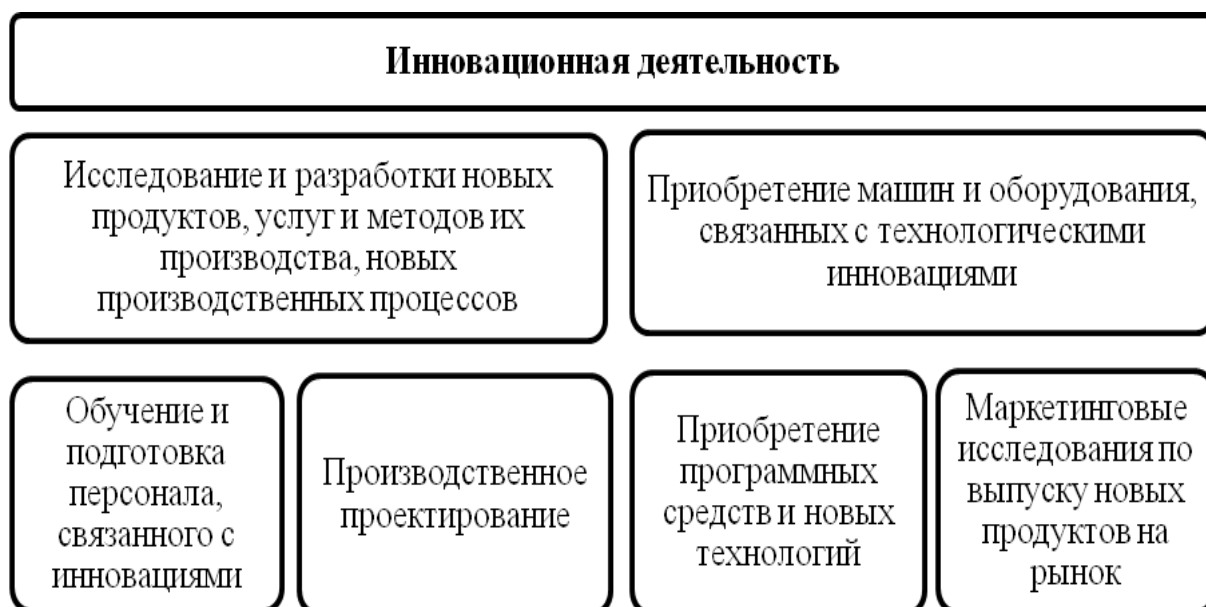 Инновационная деятельность
Исследование и разработки новых
продуктов, услуг и методов их
производства, новых
производственных процессов
Приобретение машин и оборудования,
связанных с технологическими
инновациями
Обучение и
подготовка
персонала,
связанного с
инновациями
Производственное
проектирование
Приобретение
программных
средств и новых
технологий
Маркетинговые
исследования по
выпуску новых
продуктов на
рынок